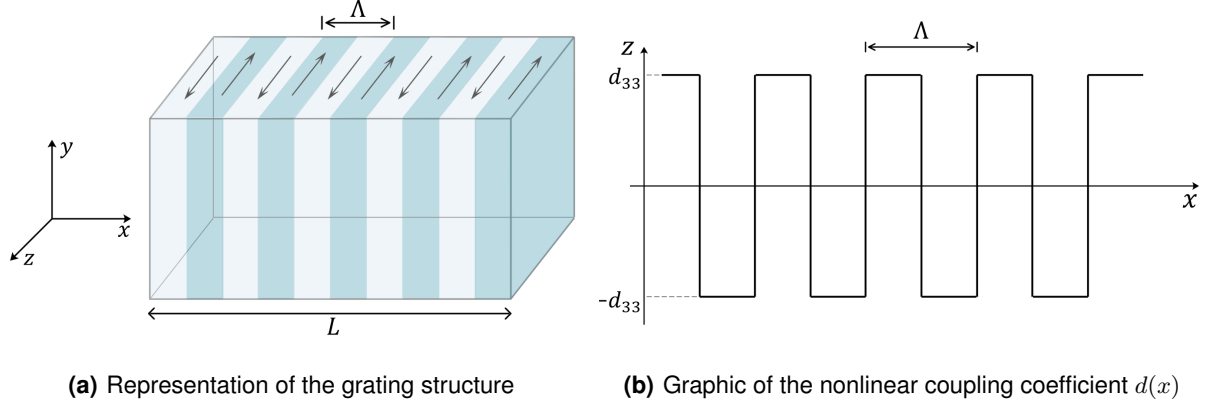 Λ
y
x
z
L
(a) Representation of the grating structure
z
Λ
d33
x
-d33
(b) Graphic of the nonlinear coupling coefficient d(x)